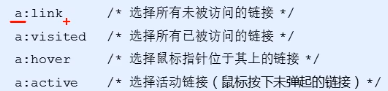 a:link /* 选择所有未被访问的链接 */
a:visited /* 选择所有已被访问的链接 */
a:hover /* 选择鼠标指针位于其上的链接 */
a:active /* 选择活动链接（鼠标按下未弹起的链接）*/